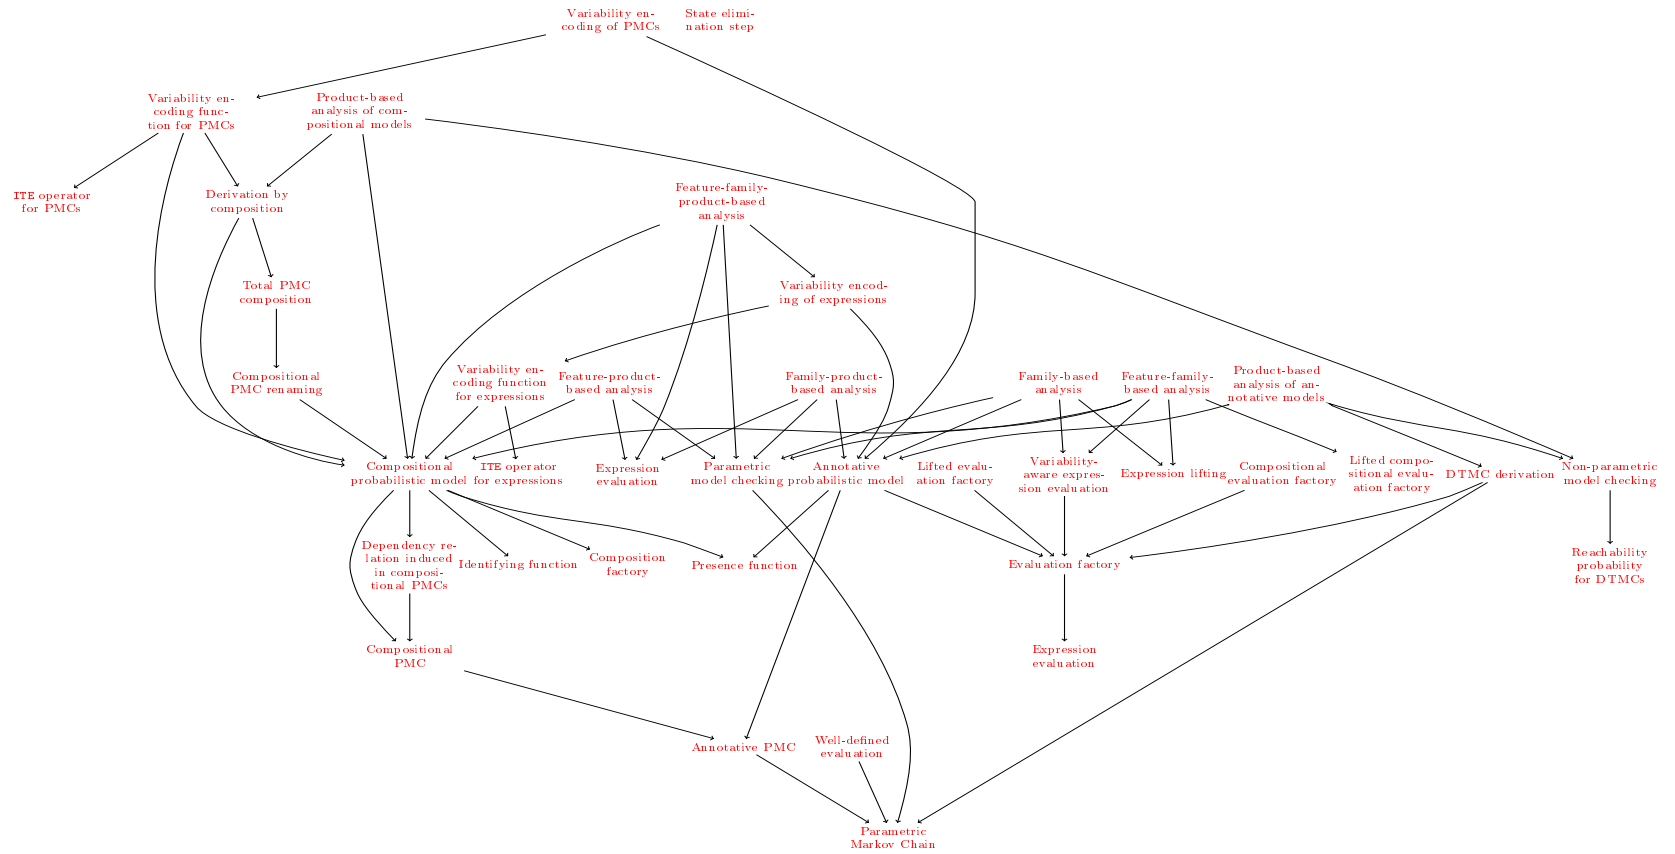 Variability en-
coding of PMCs
State elimi-
nation step
Variability en-
coding func-
tion for PMCs
Product-based
analysis of com-
positional models
ITE operator
for PMCs
Derivation by
composition
Feature-family-
product-based
analysis
Total PMC
composition
Variability encod-
ing of expressions
Compositional
PMC renaming
Variability en-
coding function
for expressions
Feature-product-
based analysis
Family-product-
based analysis
Family-based
analysis
Feature-family-
based analysis
Product-based
analysis of an-
notative models
Compositional
probabilistic model
ITE operator
for expressions
Expression
evaluation
Parametric
model checking
Annotative
probabilistic model
Lifted evalu-
ation factory
Variability-
aware expres-
sion evaluation
Expression lifting
Compositional
evaluation factory
Lifted compo-
sitional evalu-
ation factory
DTMC derivation
Non-parametric
model checking
Dependency re-
lation induced
in composi-
tional PMCs
Identifying function
Composition
factory
Presence function
Evaluation factory
Reachability
probability
for DTMCs
Compositional
PMC
Expression
evaluation
Annotative PMC
Well-defined
evaluation
Parametric
Markov Chain